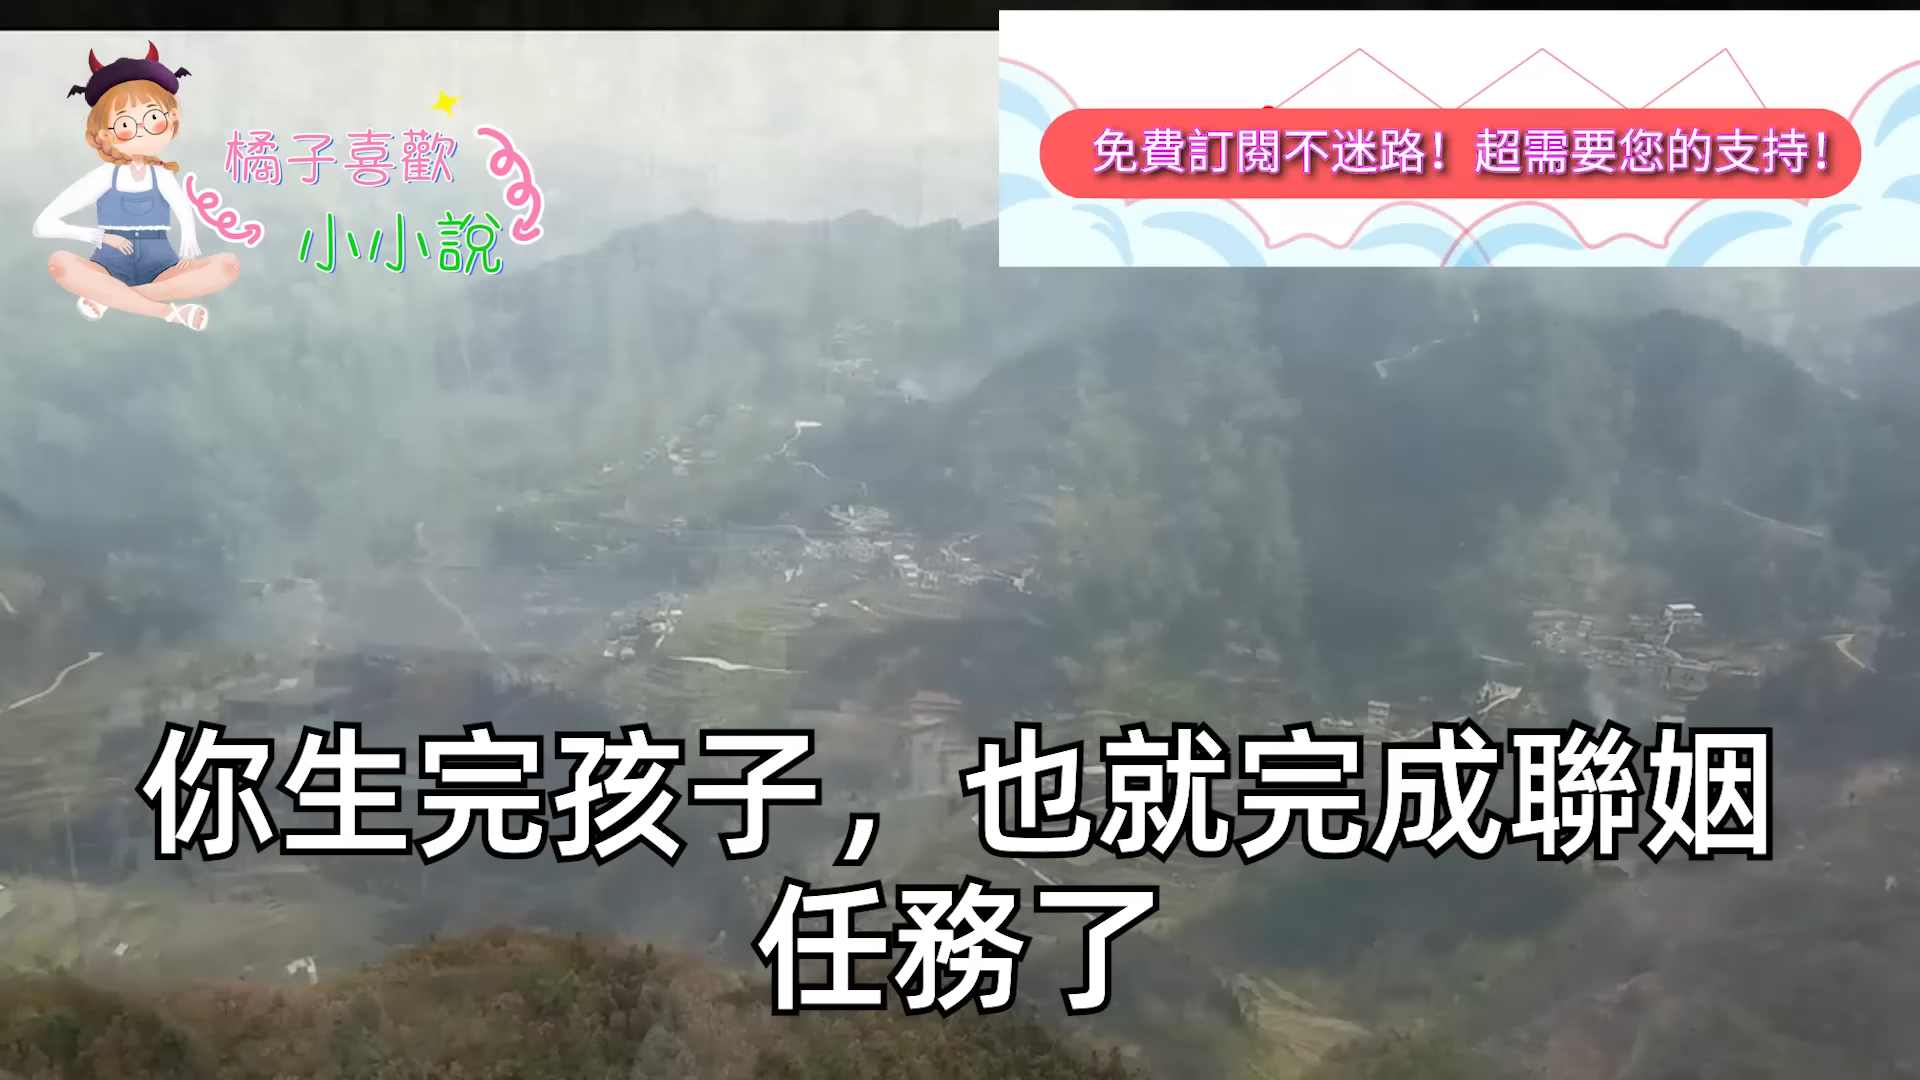 橘子喜歡
小小說
免費訂閱不迷路！超需要您的支持！
你生完孩子，也就完成聯姻
任務了